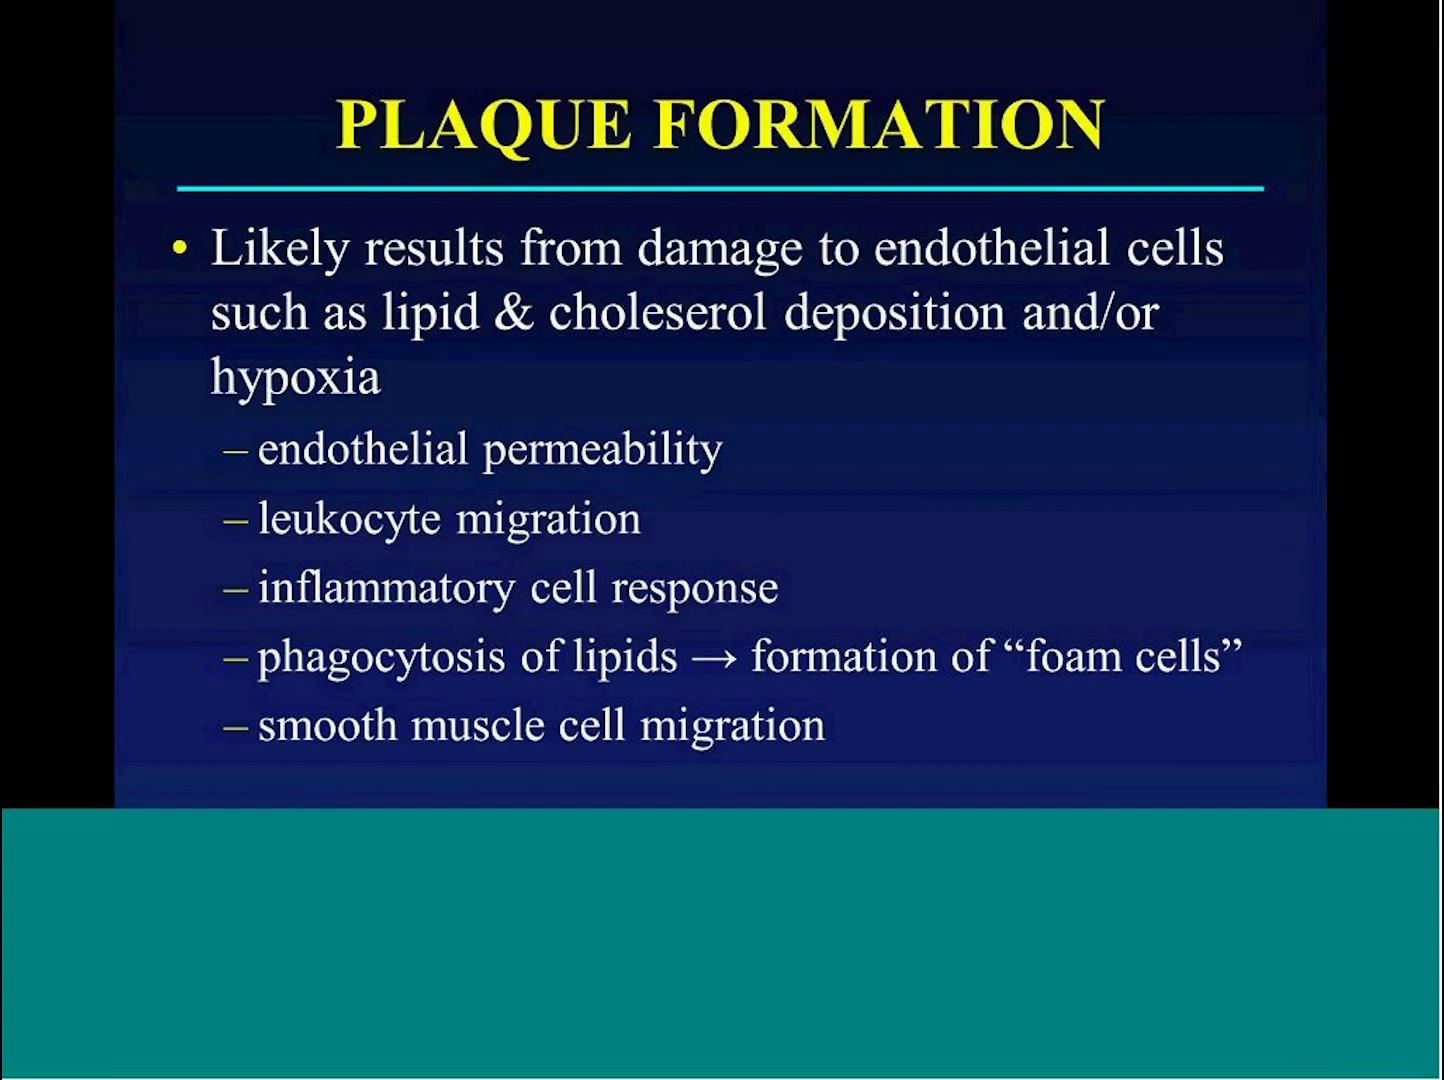 PLAQUE FORMATION
• Likely results from damage to endothelial cells
such as lipid & choleserol deposition and/or
hypoxia
– endothelial permeability
– leukocyte migration
– inflammatory cell response
– phagocytosis of lipids → formation of “foam cells”
– smooth muscle cell migration